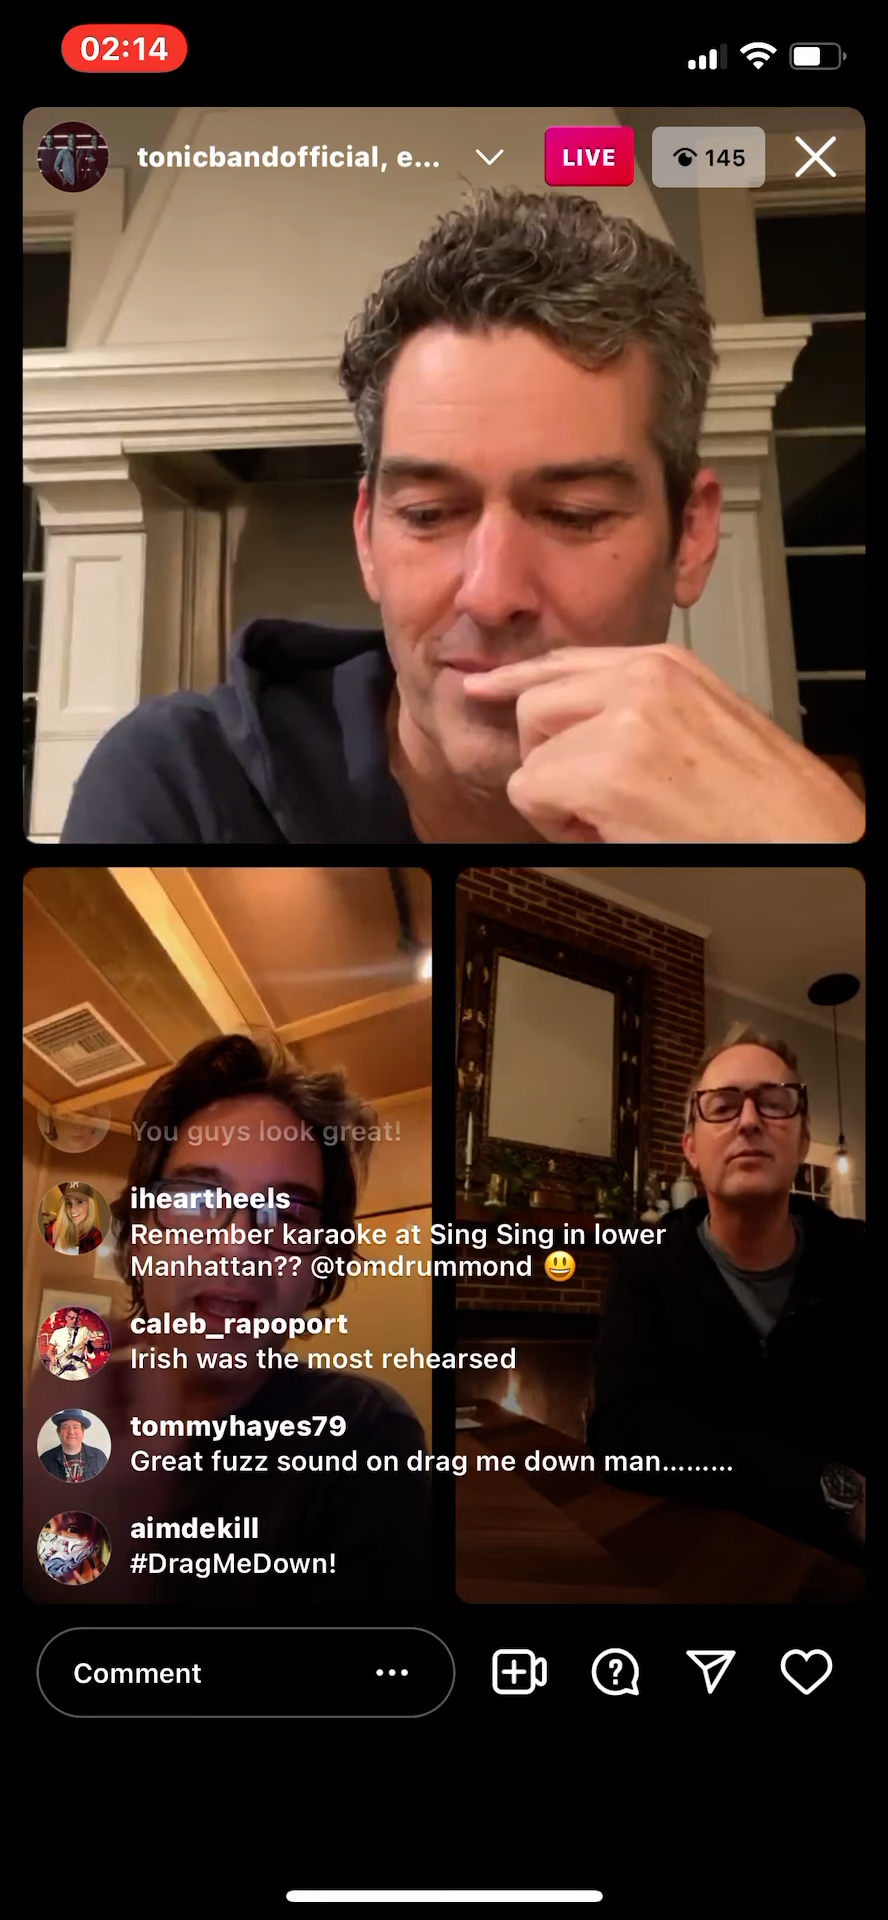 02:14
tonicbandofficial, e...
LIVE
145
You guys look great!
iheartheels
Remember karaoke at Sing Sing in lower
Manhattan?? @tomdrummond 😃
caleb_rapoport
Irish was the most rehearsed
tommyhayes79
Great fuzz sound on drag me down man.........
aimdekill
#DragMeDown!
Comment